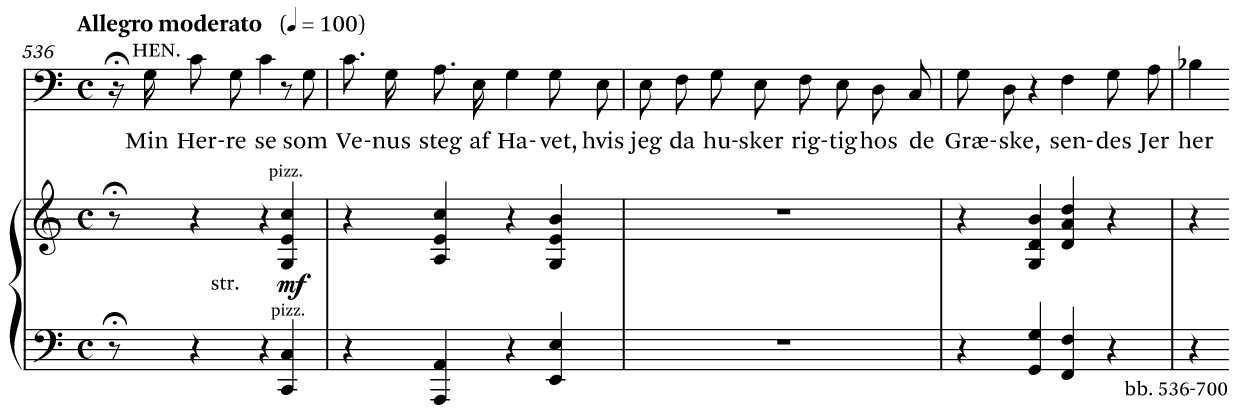 Allegro moderato (♩ = 100)
536 HEN.
Min Her-re se som Ve-nus steg af Ha-vet, hvis jeg da hu-sker rig-tig hos de Græ-ske, sen-des Jer her
pizz.
str. mf
pizz.
bb. 536-700